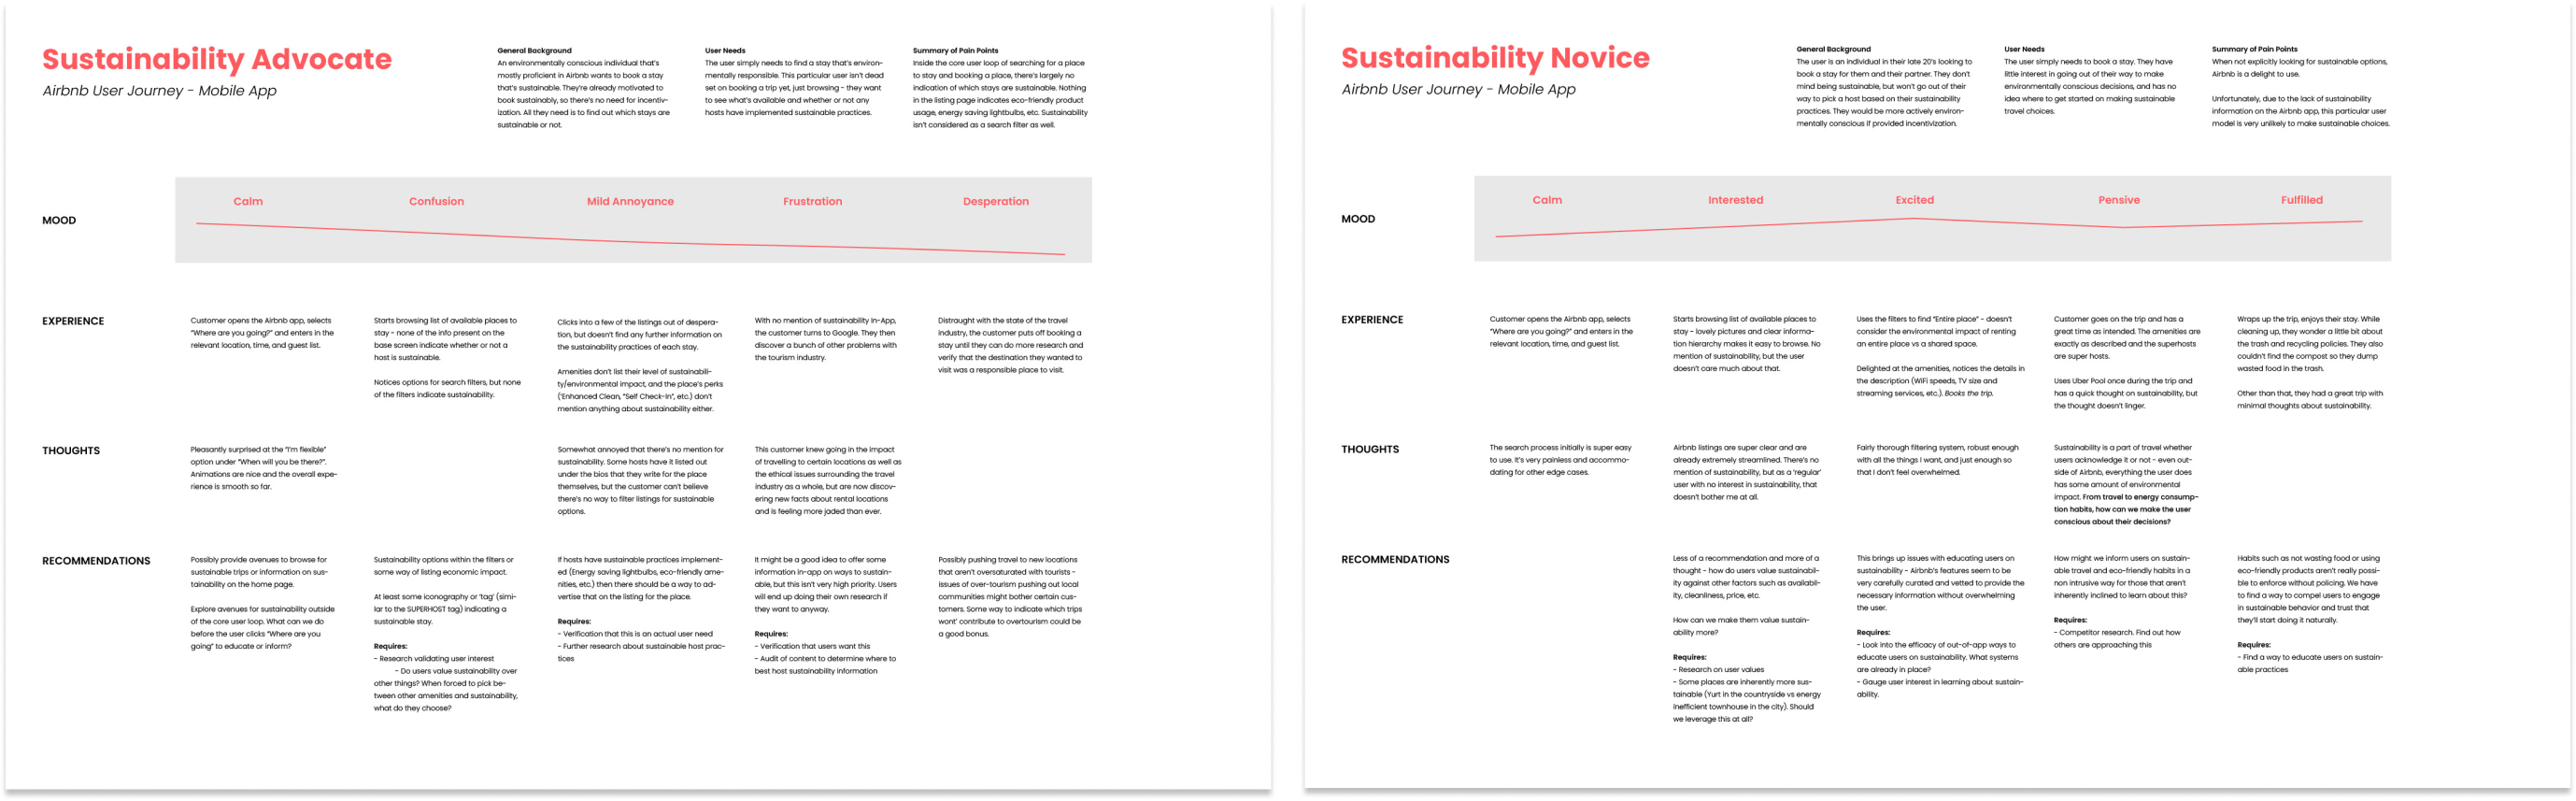 Sustainability Advocate
Airbnb User Journey - Mobile App
General Background
An environmentally conscious individual that's
mostly proficient in Airbnb wants to book a stay
that's sustainable. They're already motivated to
book sustainably, so there's no need for incentiv-
ization. All they need is to find out which stays are
sustainable or not.
User Needs
The user simply needs to find a stay that's environ-
mentally responsible. This particular user isn't dead
set on booking a trip yet, just browsing - they want
to see what's available and whether or not any
hosts have implemented sustainable practices.
Summary of Pain Points
Inside the core user loop of searching for a place
to stay and booking a place, there's largely no
indication of which stays are sustainable. Nothing
in the listing page indicates eco-friendly product
usage, energy saving lightbulbs, etc. Sustainability
isn't considered as a search filter as well.
MOOD
Calm
Confusion
Mild Annoyance
Frustration
Desperation
EXPERIENCE
Customer opens the Airbnb app, selects
"Where are you going?" and enters in the
relevant location, time, and guest list.
Starts browsing list of available places to
stay - none of the info present on the
base screen indicate whether or not a
host is sustainable.
Notices options for search filters, but none
of the filters indicate sustainability.
Clicks into a few of the listings out of despera-
tion, but doesn't find any further information on
the sustainability practices of each stay.
Amenities don't list their level of sustainabili-
ty/environmental impact, and the place's perks
('Enhanced Clean, "Self Check-In", etc.) don't
mention anything about sustainability either.
With no mention of sustainability In-App,
the customer turns to Google. They then
discover a bunch of other problems with
the tourism industry.
Distraught with the state of the travel
industry, the customer puts off booking a
stay until they can do more research and
verify that the destination they wanted to
visit was a responsible place to visit.
THOUGHTS
Pleasantly surprised at the "I'm flexible"
option under "When will you be there?".
Animations are nice and the overall expe-
rience is smooth so far.
Somewhat annoyed that there's no mention for
sustainability. Some hosts have it listed out
under the bios that they write for the place
themselves, but the customer can't believe
there's no way to filter listings for sustainable
options.
This customer knew going in the impact
of travelling to certain locations as well as
the ethical issues surrounding the travel
industry as a whole, but are now discov-
ering new facts about rental locations
and is feeling more jaded than ever.
RECOMMENDATIONS
Possibly provide avenues to browse for
sustainable trips or information on sus-
tainability on the home page.
Explore avenues for sustainability outside
of the core user loop. What can we do
before the user clicks "Where are you
going" to educate or inform?
Sustainability options within the filters or
some way of listing economic impact.
At least some iconography or 'tag' (simi-
lar to the SUPERHOST tag) indicating a
sustainable stay.
Requires:
- Research validating user interest
- Do users value sustainability over
other things? When forced to pick be-
tween other amenities and sustainability,
what do they choose?
If hosts have sustainable practices implement-
ed (Energy saving lightbulbs, eco-friendly ame-
nities, etc.) then there should be a way to ad-
vertise that on the listing for the place.
Requires:
- Verification that this is an actual user need
- Further research about sustainable host prac-
tices
It might be a good idea to offer some
information in-app on ways to sustain-
able, but this isn't very high priority. Users
will end up doing their own research if
they want to anyway.
Requires:
- Verification that users want this
- Audit of content to determine where to
best host sustainability information
Possibly pushing travel to new locations
that aren't oversaturated with tourists -
issues of over-tourism pushing out local
communities might bother certain cus-
tomers. Some way to indicate which trips
wont' contribute to overtourism could be
a good bonus.
Sustainability Novice
Airbnb User Journey - Mobile App
General Background
The user is an individual in their late 20's looking to
book a stay for them and their partner. They don't
mind being sustainable, but won't go out of their
way to pick a host based on their sustainability
practices. They would be more actively environ-
mentally conscious if provided incentivization.
User Needs
The user simply needs to book a stay. They have
little interest in going out of their way to make
environmentally conscious decisions, and has no
idea where to get started on making sustainable
travel choices.
Summary of Pain Points
When not explicitly looking for sustainable options,
Airbnb is a delight to use.
Unfortunately, due to the lack of sustainability
information on the Airbnb app, this particular user
model is very unlikely to make sustainable choices.
MOOD
Calm
Interested
Excited
Pensive
Fulfilled
EXPERIENCE
Customer opens the Airbnb app, selects
"Where are you going?" and enters in the
relevant location, time, and guest list.
Starts browsing list of available places to
stay - lovely pictures and clear informa-
tion hierarchy makes it easy to browse. No
mention of sustainability, but the user
doesn't care much about that.
Uses the filters to find "Entire place" - doesn't
consider the environmental impact of renting
an entire place vs a shared space.
Delighted at the amenities, notices the details in
the description (WiFi speeds, TV size and
streaming services, etc.). Books the trip.
Customer goes on the trip and has a
great time as intended. The amenities are
exactly as described and the superhosts
are super hosts.
Uses Uber Pool once during the trip and
has a quick thought on sustainability, but
the thought doesn't linger.
Wraps up the trip, enjoys their stay. While
cleaning up, they wonder a little bit about
the trash and recycling policies. They also
couldn't find the compost so they dump
wasted food in the trash.
Other than that, they had a great trip with
minimal thoughts about sustainability.
THOUGHTS
The search process initially is super easy
to use. It's very painless and accommo-
dating for other edge cases.
Airbnb listings are super clear and are
already extremely streamlined. There's no
mention of sustainability, but as a 'regular'
user with no interest in sustainability, that
doesn't bother me at all.
Fairly thorough filtering system, robust enough
with all the things I want, and just enough so
that I don't feel overwhelmed.
Sustainability is a part of travel whether
users acknowledge it or not - even out-
side of Airbnb, everything the user does
has some amount of environmental
impact. From travel to energy consump-
tion habits, how can we make the user
conscious about their decisions?
RECOMMENDATIONS
Less of a recommendation and more of a
thought - how do users value sustainabil-
ity against other factors such as availabil-
ity, cleanliness, price, etc.
How can we make them value sustain-
ability more?
Requires:
- Research on user values
- Some places are inherently more sus-
tainable (Yurt in the countryside vs energy
inefficient townhouse in the city). Should
we leverage this at all?
This brings up issues with educating users on
sustainability - Airbnb's features seem to be
very carefully curated and vetted to provide the
necessary information without overwhelming
the user.
Requires:
- Look into the efficacy of out-of-app ways to
educate users on sustainability. What systems
are already in place?
- Gauge user interest in learning about sustain-
ability.
How might we inform users on sustain-
able travel and eco-friendly habits in a
non intrusive way for those that aren't
inherently inclined to learn about this?
Requires:
- Competitor research. Find out how
others are approaching this
Habits such as not wasting food or using
eco-friendly products aren't really possi-
ble to enforce without policing. We have
to find a way to compel users to engage
in sustainable behavior and trust that
they'll start doing it naturally.
Requires:
- Find a way to educate users on sustain-
able practices